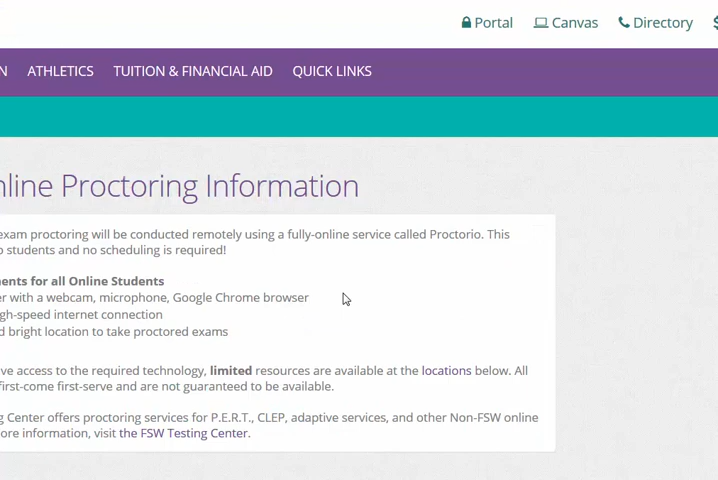 Portal Canvas Directory
N ATHLETICS TUITION & FINANCIAL AID QUICK LINKS
nline Proctoring Information
exam proctoring will be conducted remotely using a fully-online service called Proctorio. This
o students and no scheduling is required!
ents for all Online Students
er with a webcam, microphone, Google Chrome browser
gh-speed internet connection
d bright location to take proctored exams
ve access to the required technology, limited resources are available at the locations below. All
first-come first-serve and are not guaranteed to be available.
g Center offers proctoring services for P.E.R.T., CLEP, adaptive services, and other Non-FSW online
ore information, visit the FSW Testing Center.